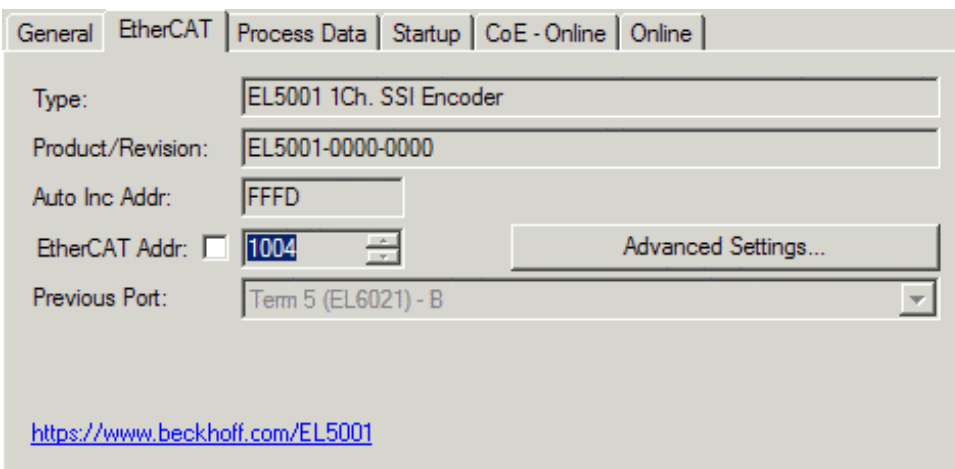 General EtherCAT Process Data Startup CoE - Online Online
Type: EL5001 1Ch. SSI Encoder
Product/Revision: EL5001-0000-0000
Auto Inc Addr: FFFD
EtherCAT Addr: 1004 Advanced Settings...
Previous Port: Term 5 (EL6021) - B
https://www.beckhoff.com/EL5001